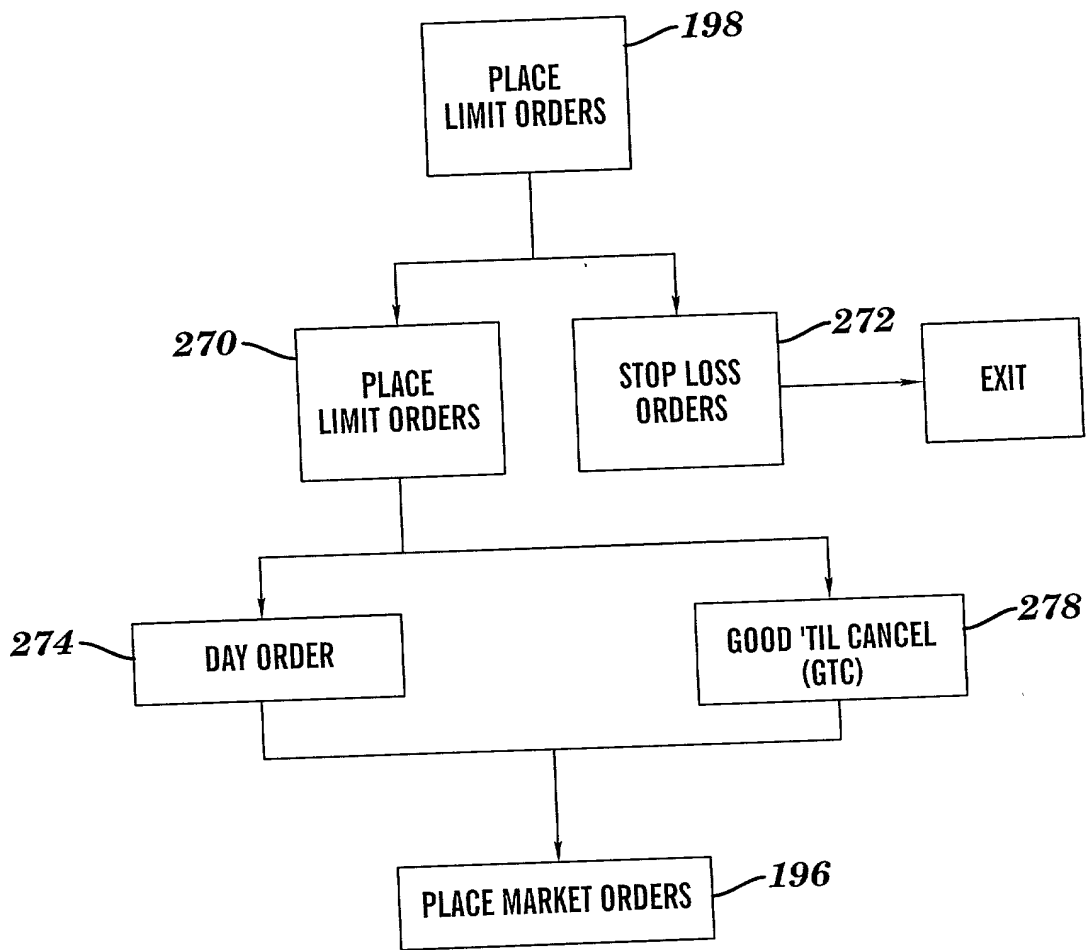 198
PLACE
LIMIT ORDERS
270
PLACE
LIMIT ORDERS
272
STOP LOSS
ORDERS
EXIT
274
DAY ORDER
278
GOOD 'TIL CANCEL
(GTC)
196
PLACE MARKET ORDERS